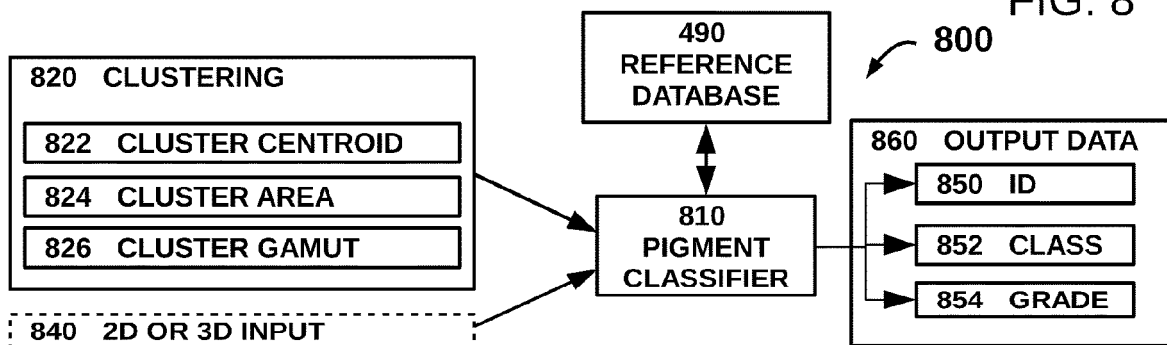 FIG. 8
800
820 CLUSTERING
822 CLUSTER CENTROID
824 CLUSTER AREA
826 CLUSTER GAMUT
840 2D OR 3D INPUT
490
REFERENCE
DATABASE
810
PIGMENT
CLASSIFIER
860 OUTPUT DATA
850 ID
852 CLASS
854 GRADE